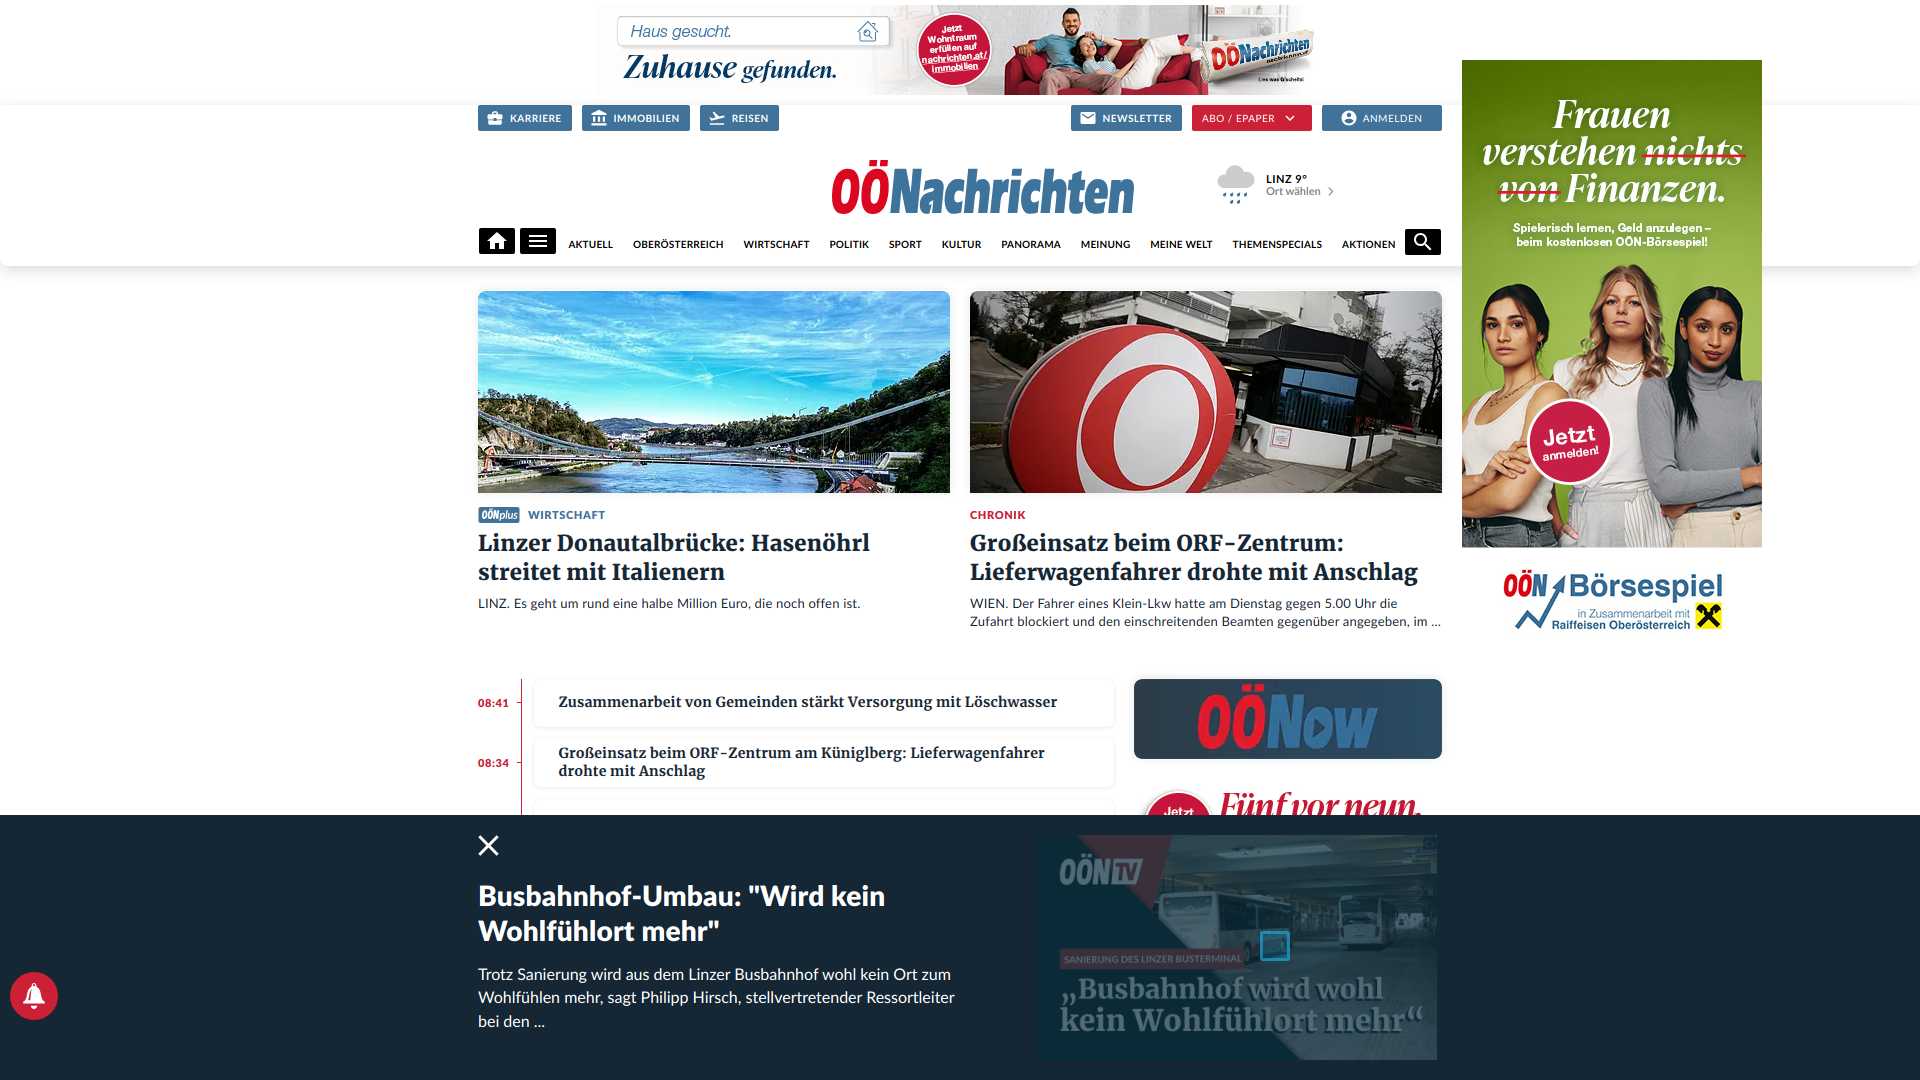 Haus gesucht.
Zuhause gefunden.
Jetzt
Wohntraum
erfüllen auf
nachrichten.at/
immobilien
OÖNachrichten
Lies was G'scheits!
KARRIERE
IMMOBILIEN
REISEN
NEWSLETTER
ABO / EPAPER
ANMELDEN
OÖNachrichten
LINZ 9°
Ort wählen
AKTUELL
OBERÖSTERREICH
WIRTSCHAFT
POLITIK
SPORT
KULTUR
PANORAMA
MEINUNG
MEINE WELT
THEMENSPECIALS
AKTIONEN
Frauen
verstehen nichts
von Finanzen.
Spielerisch lernen, Geld anzulegen –
beim kostenlosen OÖN-Börsespiel!
Jetzt
anmelden!
OÖN Börsespiel
in Zusammenarbeit mit
Raiffeisen Oberösterreich
OÖNplus WIRTSCHAFT
Linzer Donautalbrücke: Hasenöhrl
streitet mit Italienern
LINZ. Es geht um rund eine halbe Million Euro, die noch offen ist.
CHRONIK
Großeinsatz beim ORF-Zentrum:
Lieferwagenfahrer drohte mit Anschlag
WIEN. Der Fahrer eines Klein-Lkw hatte am Dienstag gegen 5.00 Uhr die
Zufahrt blockiert und den einschreitenden Beamten gegenüber angegeben, im ...
08:41
Zusammenarbeit von Gemeinden stärkt Versorgung mit Löschwasser
08:34
Großeinsatz beim ORF-Zentrum am Küniglberg: Lieferwagenfahrer
drohte mit Anschlag
OÖNow
Jetzt
Fünf vor neun.
Busbahnhof-Umbau: "Wird kein
Wohlfühlort mehr"
Trotz Sanierung wird aus dem Linzer Busbahnhof wohl kein Ort zum
Wohlfühlen mehr, sagt Philipp Hirsch, stellvertretender Ressortleiter
bei den ...
OÖN TV
SANIERUNG DES LINZER BUSTERMINAL
„Busbahnhof wird wohl
kein Wohlfühlort mehr“